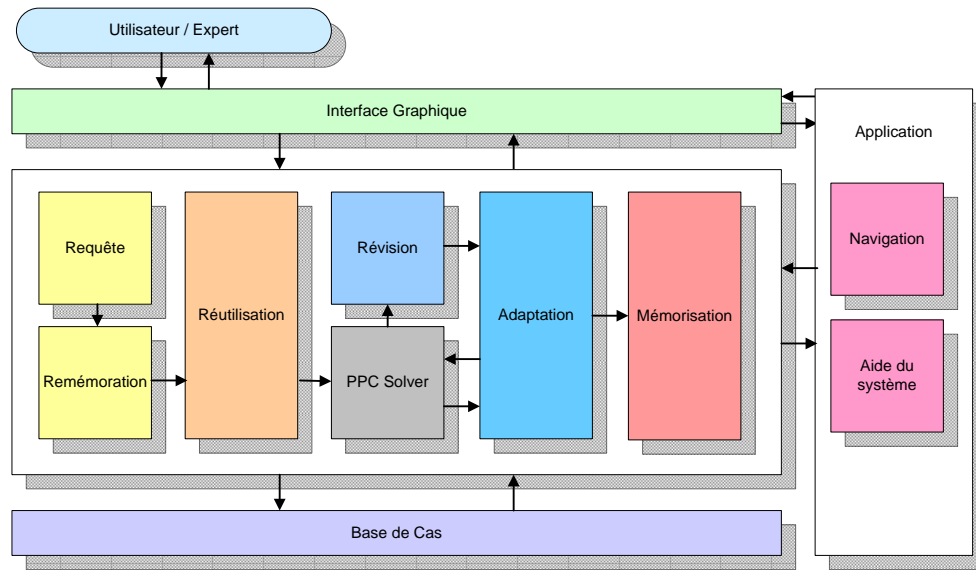 Utilisateur / Expert
Interface Graphique
Application
Requête
Révision
Navigation
Réutilisation
Adaptation
Mémorisation
Remémoration
PPC Solver
Aide du
système
Base de Cas